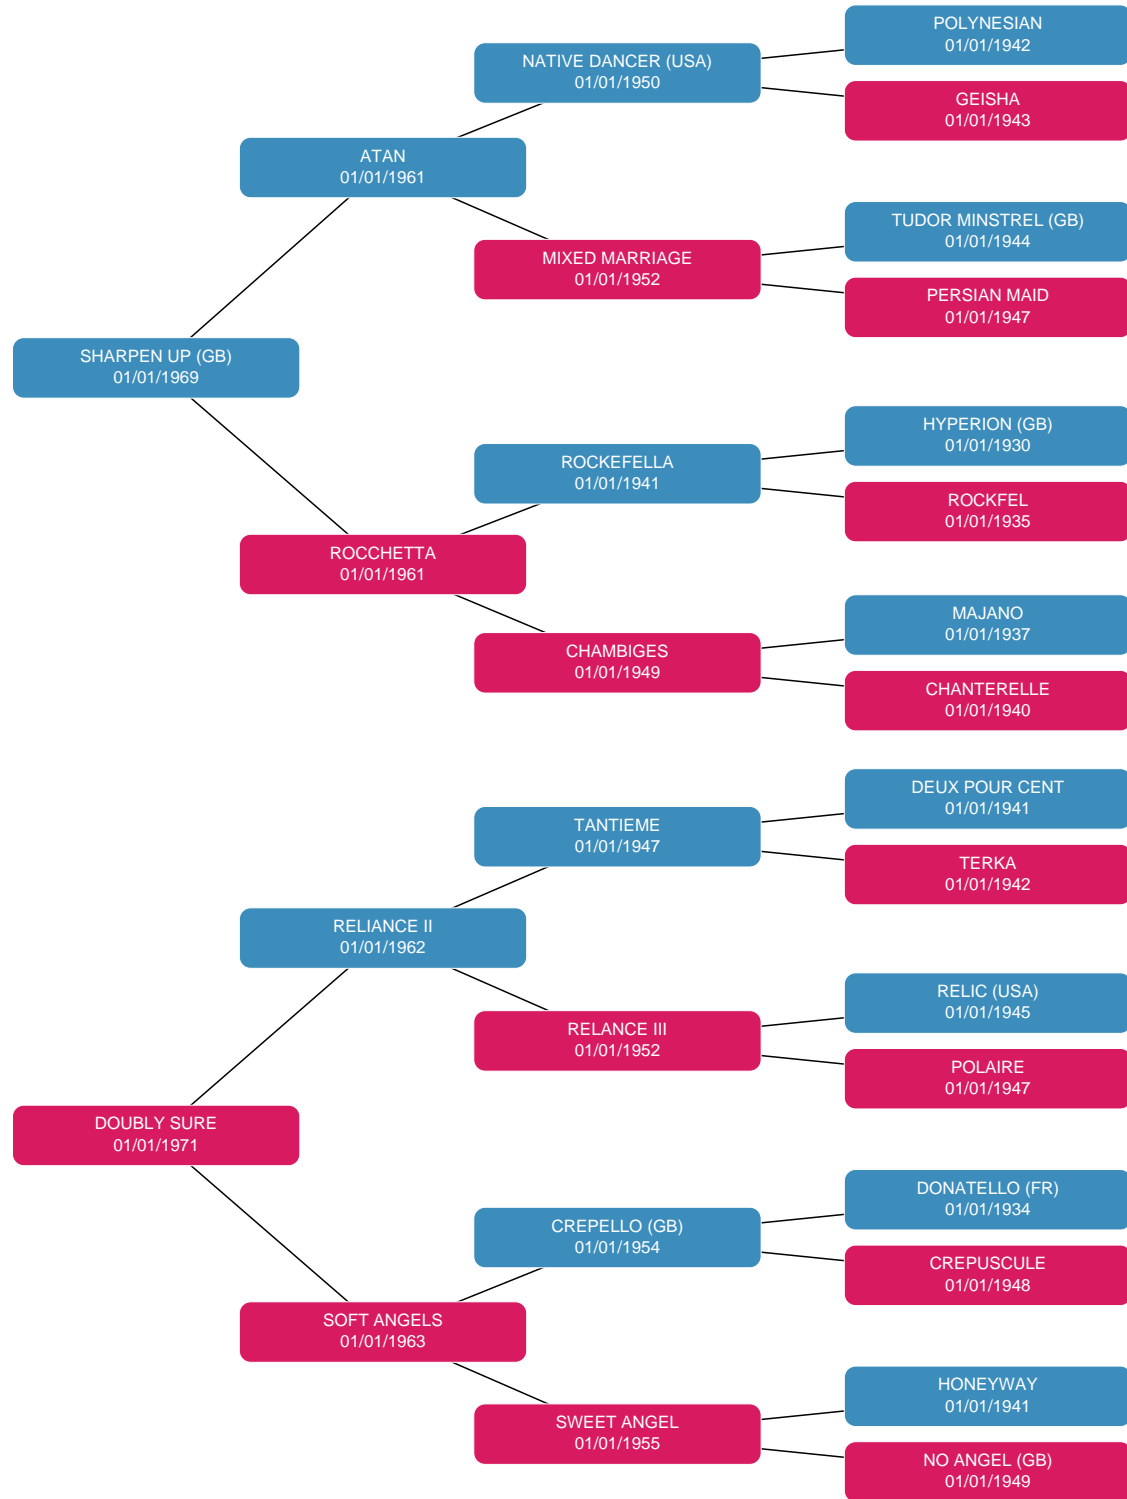 POLYNESIAN
01/01/1942
NATIVE DANCER (USA)
01/01/1950
GEISHA
01/01/1943
ATAN
01/01/1961
TUDOR MINSTREL (GB)
01/01/1944
MIXED MARRIAGE
01/01/1952
PERSIAN MAID
01/01/1947
SHARPEN UP (GB)
01/01/1969
HYPERION (GB)
01/01/1930
ROCKEFELLA
01/01/1941
ROCKFEL
01/01/1935
ROCCHETTA
01/01/1961
MAJANO
01/01/1937
CHAMBIGES
01/01/1949
CHANTERELLE
01/01/1940
DEUX POUR CENT
01/01/1941
TANTIEME
01/01/1947
TERKA
01/01/1942
RELIANCE II
01/01/1962
RELIC (USA)
01/01/1945
RELANCE III
01/01/1952
POLAIRE
01/01/1947
DOUBLY SURE
01/01/1971
DONATELLO (FR)
01/01/1934
CREPELLO (GB)
01/01/1954
CREPUSCULE
01/01/1948
SOFT ANGELS
01/01/1963
HONEYWAY
01/01/1941
SWEET ANGEL
01/01/1955
NO ANGEL (GB)
01/01/1949